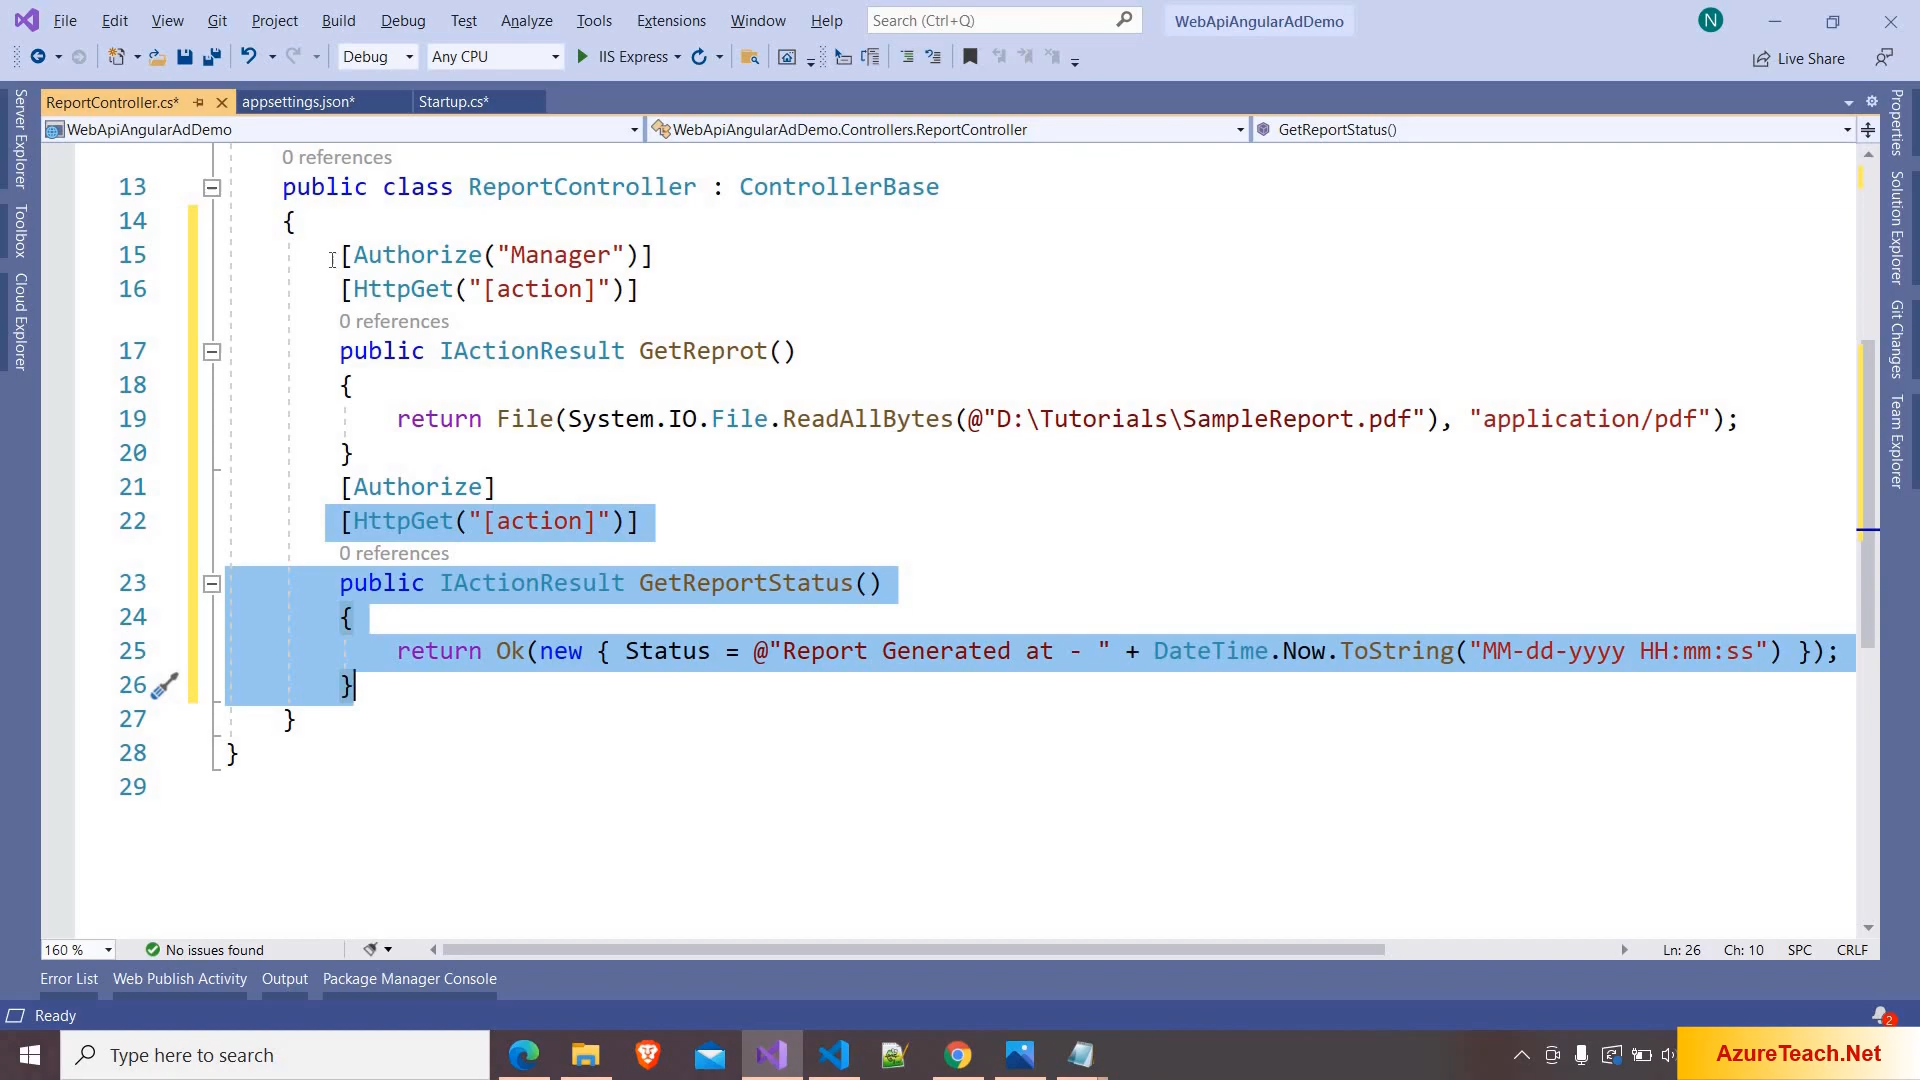 File Edit View Git Project Build Debug Test Analyze Tools Extensions Window Help Search (Ctrl+Q) WebApiAngularAdDemo N
Debug Any CPU IIS Express Live Share
ReportController.cs* appsettings.json* Startup.cs*
WebApiAngularAdDemo WebApiAngularAdDemo.Controllers.ReportController GetReportStatus()
Server Explorer
Toolbox
Cloud Explorer
0 references
13 public class ReportController : ControllerBase
14 {
15 [Authorize("Manager")]
16 [HttpGet("[action]")]
0 references
17 public IActionResult GetReprot()
18 {
19 return File(System.IO.File.ReadAllBytes(@"D:\Tutorials\SampleReport.pdf"), "application/pdf");
20 }
21 [Authorize]
22 [HttpGet("[action]")]
0 references
23 public IActionResult GetReportStatus()
24 {
25 return Ok(new { Status = @"Report Generated at - " + DateTime.Now.ToString("MM-dd-yyyy HH:mm:ss") });
26 }
27 }
28 }
29
Properties
Solution Explorer
Git Changes
Team Explorer
160 % No issues found Ln: 26 Ch: 10 SPC CRLF
Error List Web Publish Activity Output Package Manager Console
Ready 2
Type here to search AzureTeach.Net